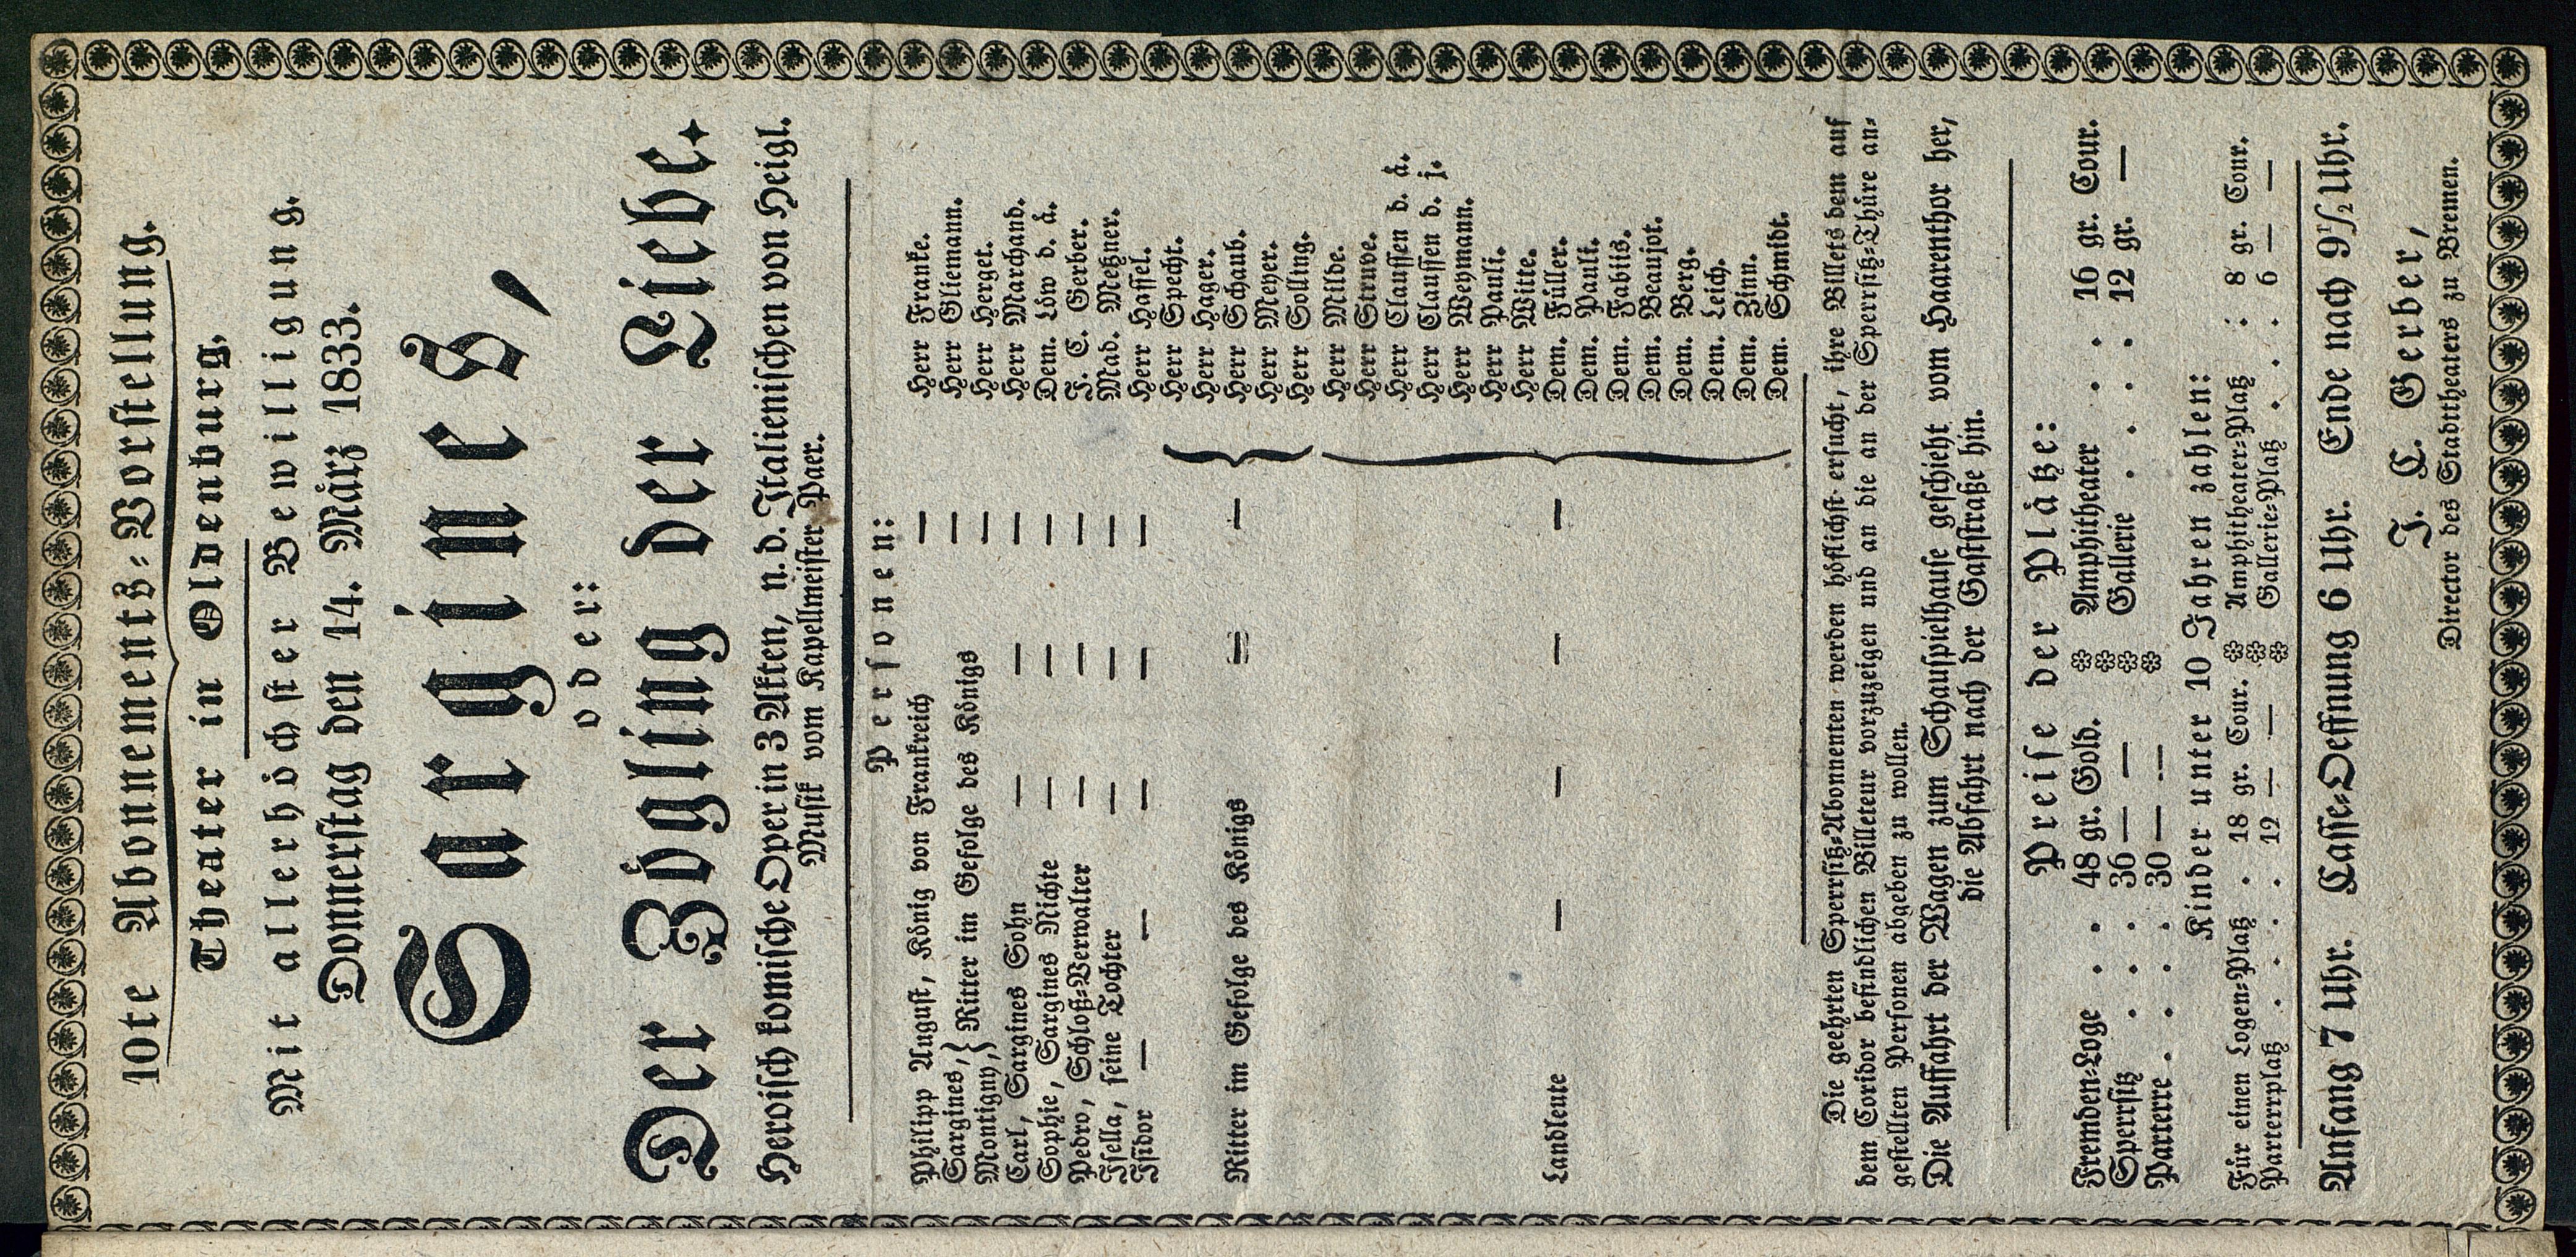 10te Abonnements-Vorstellung.
Theater in Oldenburg.
Mit allerhöchster Bewilligung.
Donnerstag den 14. März 1833.
Sargines,
oder:
Der Zögling der Liebe.
Heroisch komische Oper in 3 Akten, n. d. Italienischen von Heigl.
Musik vom Kapellmeister Paer.
Personen:
Philipp August, König von Frankreich — Herr Franke.
Sargines, } Ritter im Gefolge des Königs — Herr Gliemann.
Montigny, } — Herr Herget.
Carl, Sargines Sohn — — — Herr Marchand.
Sophie, Sargines Nichte — — — Dem. Löw d. ä.
Pedro, Schloß-Verwalter — — — J. C. Gerber.
Isella, seine Tochter — — — Mad. Metzner.
Isidor — — — — — Herr Hassel.
Herr Specht.
Herr Hager.
Ritter im Gefolge des Königs — — Herr Schaub.
Herr Meyer.
Herr Solling.
Herr Milde.
Herr Struve.
Herr Claussen d. ä.
Herr Claussen d. j.
Herr Weymann.
Herr Pauli.
Herr Witte.
Landleute — — — — Dem. Füller.
Dem. Pauli.
Dem. Fabiis.
Dem. Beaujot.
Dem. Berg.
Dem. Leich.
Dem. Zinn.
Dem. Schmidt.
Die geehrten Sperrsitz-Abonnenten werden höflichst ersucht, ihre Billets dem auf
dem Coridor befindlichen Billeteur vorzuzeigen und an die an der Sperrsitz-Thüre an-
gestellten Personen abgeben zu wollen.
Die Auffahrt der Wagen zum Schauspielhause geschieht vom Haarenthor her,
die Abfahrt nach der Gaststraße hin.
Preise der Plätze:
Fremden-Loge . . 48 gr. Gold. Amphitheater . . 16 gr. Cour.
Sperrsitz . . . 36 — — Gallerie . . . . 12 gr. —
Parterre . . . 30 — —
Kinder unter 10 Jahren zahlen:
Für einen Logen-Platz . 18 gr. Cour. Amphitheater-Platz . 8 gr. Cour.
Parterrplatz . . . . 12 — — Gallerie-Platz . . . 6 — —
Anfang 7 Uhr. Casse-Oeffnung 6 Uhr. Ende nach 9 1/2 Uhr.
J. C. Gerber,
Director des Stadttheaters zu Bremen.